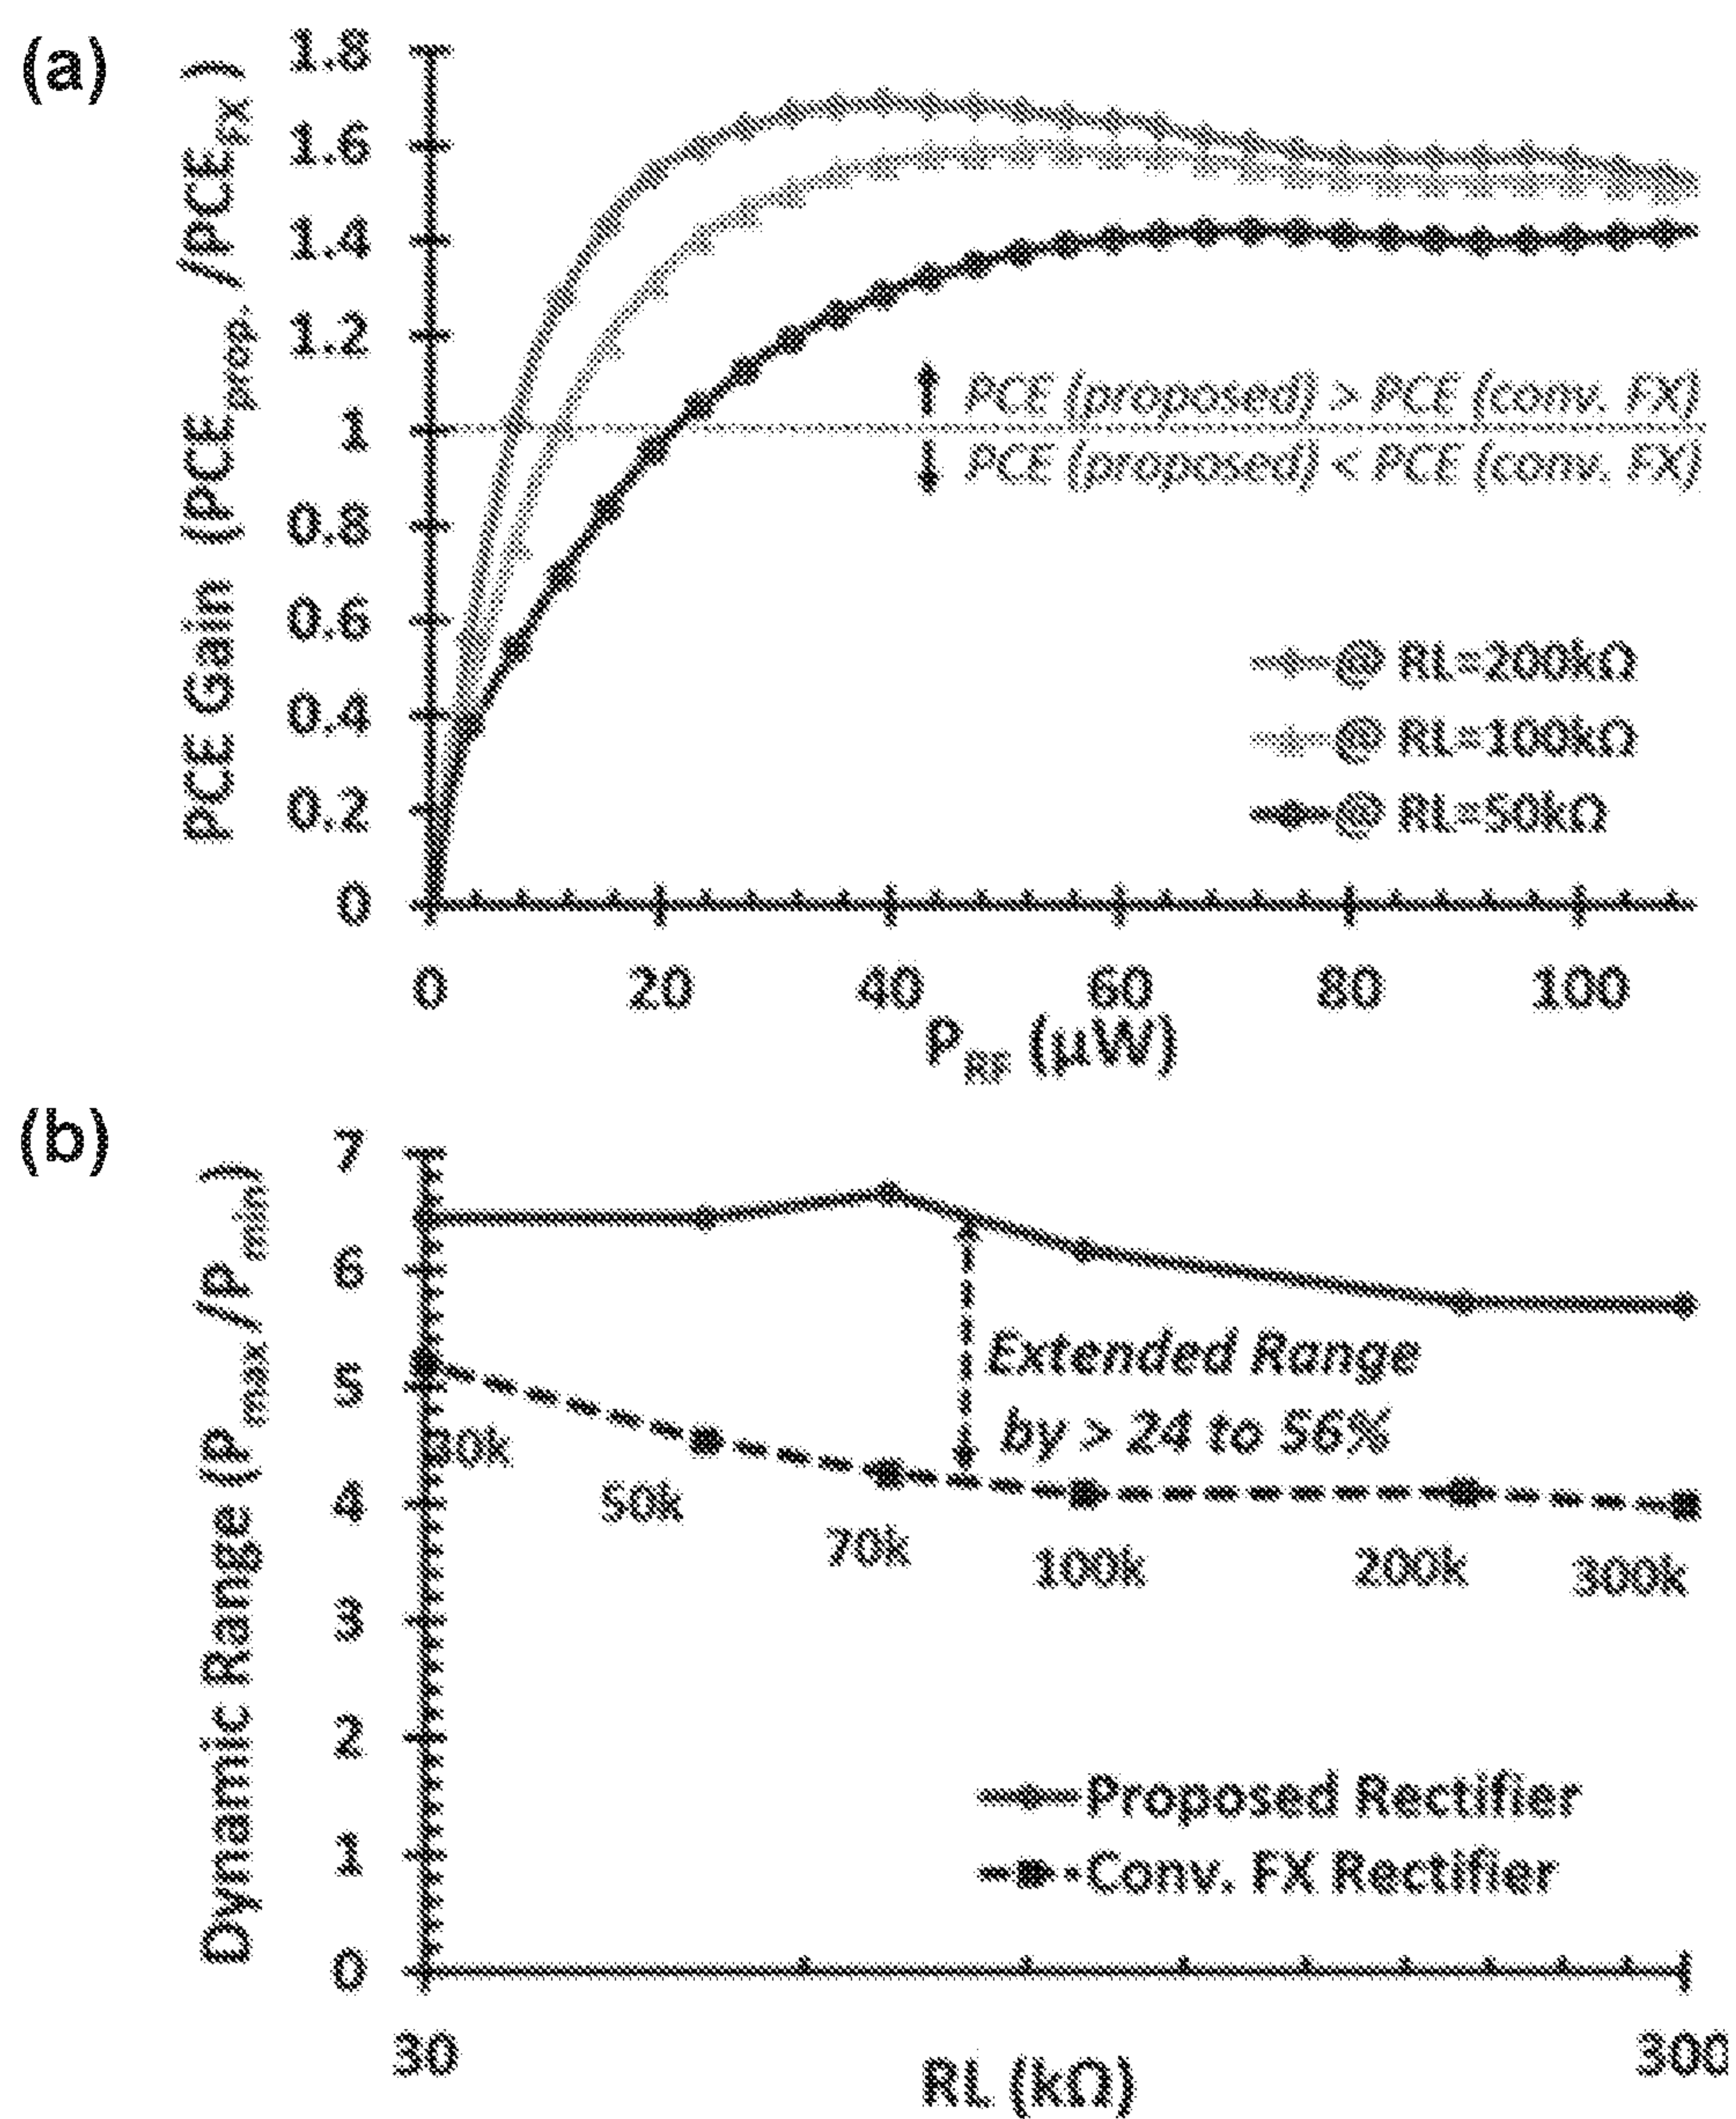 (a)
PCE Gain (PCEprop. /PCEFX )
1.8
1.6
1.4
1.2
1
0.8
0.6
0.4
0.2
0
PCE (proposed) > PCE (conv. FX)
PCE (proposed) < PCE (conv. FX)
@ RL=200kΩ
@ RL=100kΩ
@ RL=50kΩ
0 20 40 60 80 100
PRF (μW)
(b)
Dynamic Range (Pmax/Pmin)
7
6
5
4
3
2
1
0
Extended Range
by > 24 to 56%
30k
50k
70k
100k
200k
300k
Proposed Rectifier
Conv. FX Rectifier
30 300
RL (kΩ)